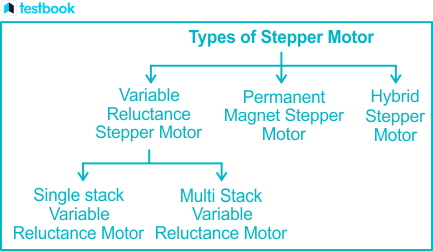 testbook
Types of Stepper Motor
Variable
Reluctance
Stepper Motor
Permanent
Magnet Stepper
Motor
Hybrid
Stepper
Motor
Single stack
Variable
Reluctance Motor
Multi Stack
Variable
Reluctance Motor